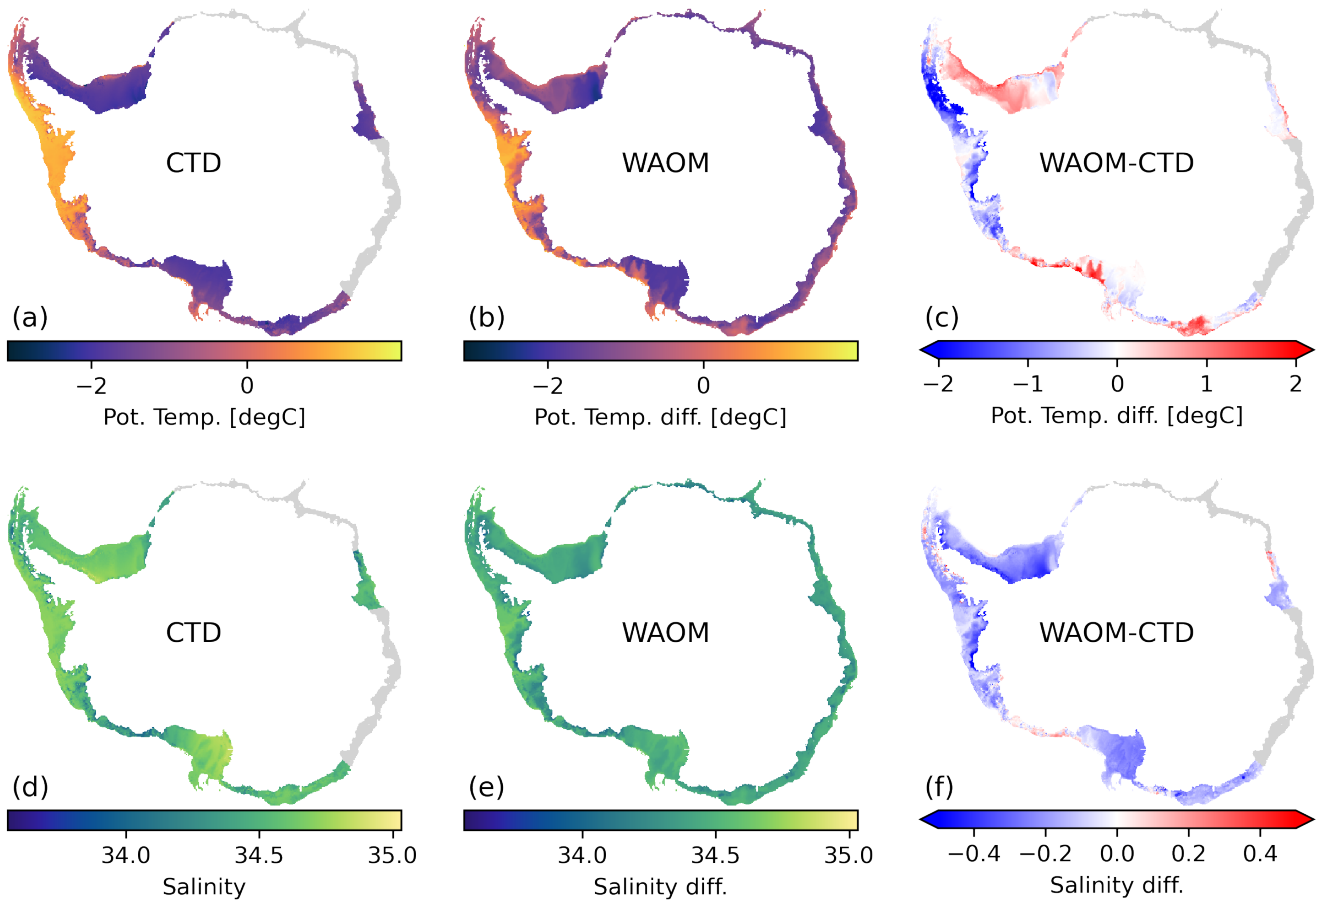 CTD
WAOM
WAOM-CTD
(a)
(b)
(c)
−2 0
−2 0
−2 −1 0 1 2
Pot. Temp. [degC]
Pot. Temp. diff. [degC]
Pot. Temp. diff. [degC]
CTD
WAOM
WAOM-CTD
(d)
(e)
(f)
34.0 34.5 35.0
34.0 34.5 35.0
−0.4 −0.2 0.0 0.2 0.4
Salinity
Salinity diff.
Salinity diff.